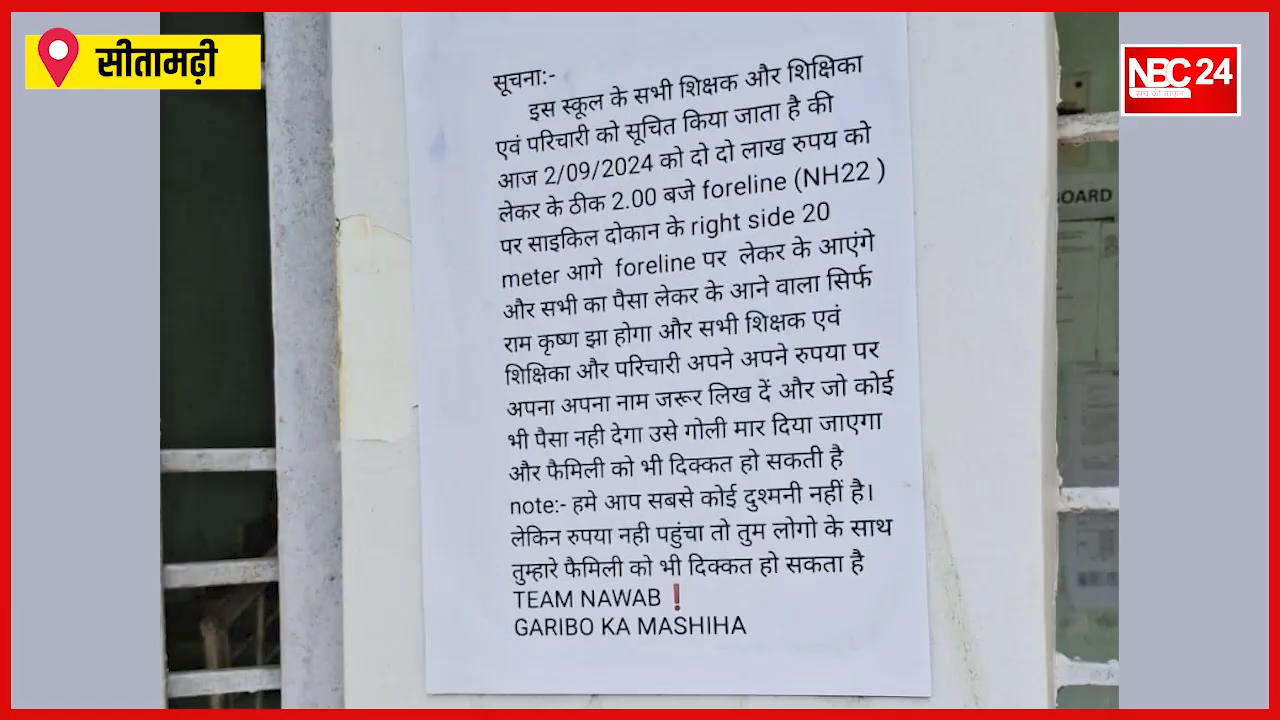 सीतामढ़ी
NBC 24
सच की ताकत
सूचना:-
इस स्कूल के सभी शिक्षक और शिक्षिका
एवं परिचारी को सूचित किया जाता है की
आज 2/09/2024 को दो दो लाख रुपय को
लेकर के ठीक 2.00 बजे foreline (NH22 )
पर साइकिल दोकान के right side 20
meter आगे foreline पर लेकर के आएंगे
और सभी का पैसा लेकर के आने वाला सिर्फ
राम कृष्ण झा होगा और सभी शिक्षक एवं
शिक्षिका और परिचारी अपने अपने रुपया पर
अपना अपना नाम जरूर लिख दें और जो कोई
भी पैसा नही देगा उसे गोली मार दिया जाएगा
और फैमिली को भी दिक्कत हो सकती है
note:- हमे आप सबसे कोई दुश्मनी नहीं है।
लेकिन रुपया नही पहुंचा तो तुम लोगो के साथ
तुम्हारे फैमिली को भी दिक्कत हो सकता है
TEAM NAWAB❗
GARIBO KA MASHIHA
OARD